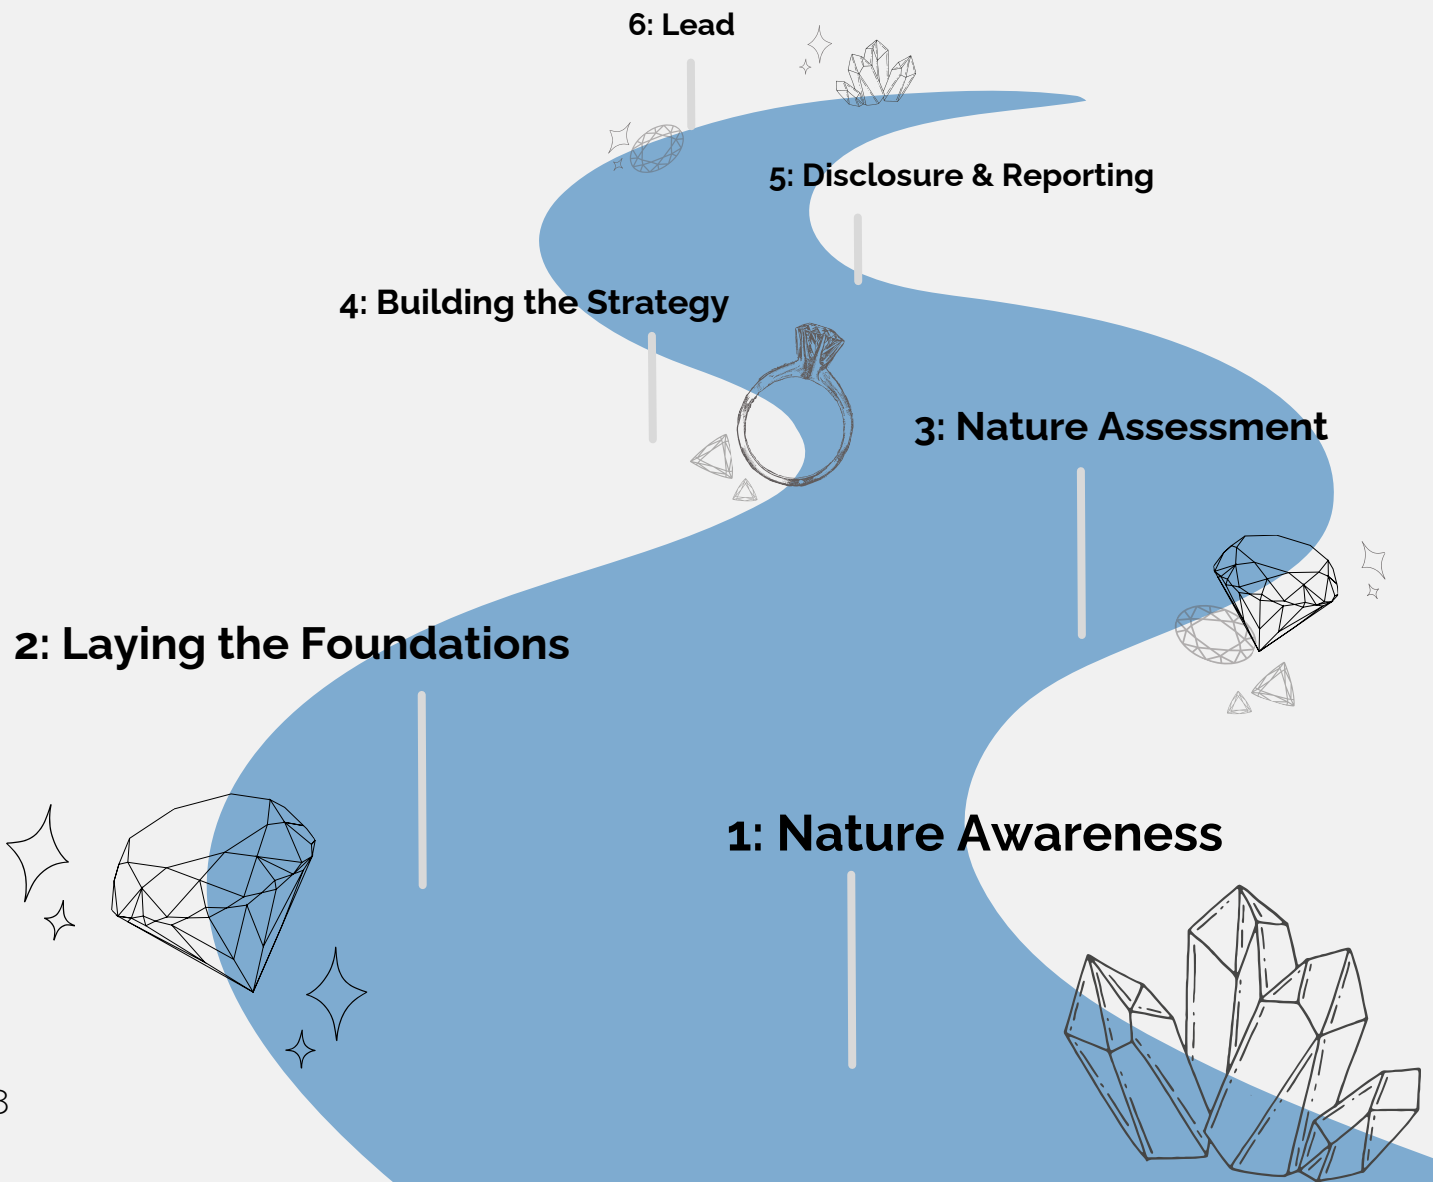 6: Lead
5: Disclosure & Reporting
4: Building the Strategy
3: Nature Assessment
2: Laying the Foundations
1: Nature Awareness